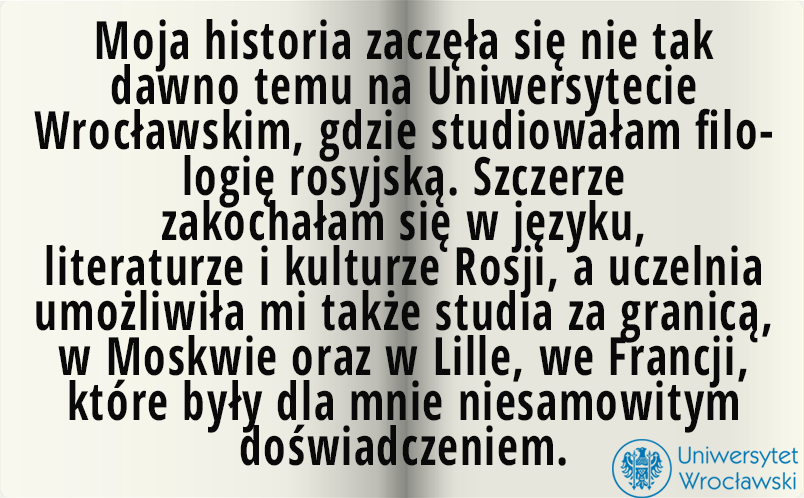 Moja historia zaczęła się nie tak
dawno temu na Uniwersytecie
Wrocławskim, gdzie studiowałam filo-
logię rosyjską. Szczerze
zakochałam się w języku,
literaturze i kulturze Rosji, a uczelnia
umożliwiła mi także studia za granicą,
w Moskwie oraz w Lille, we Francji,
które były dla mnie niesamowitym
doświadczeniem.
Uniwersytet
Wrocławski